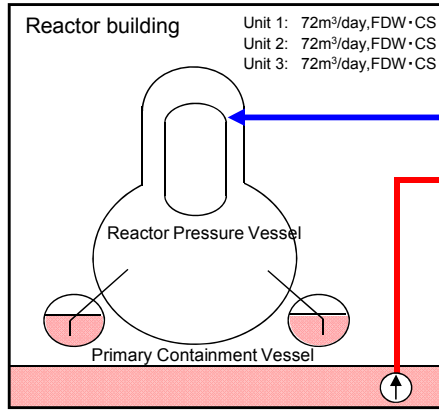 Reactor building
Unit 1: 72m³/day,FDW・CS
Unit 2: 72m³/day,FDW・CS
Unit 3: 72m³/day,FDW・CS
Reactor Pressure Vessel
Primary Containment Vessel